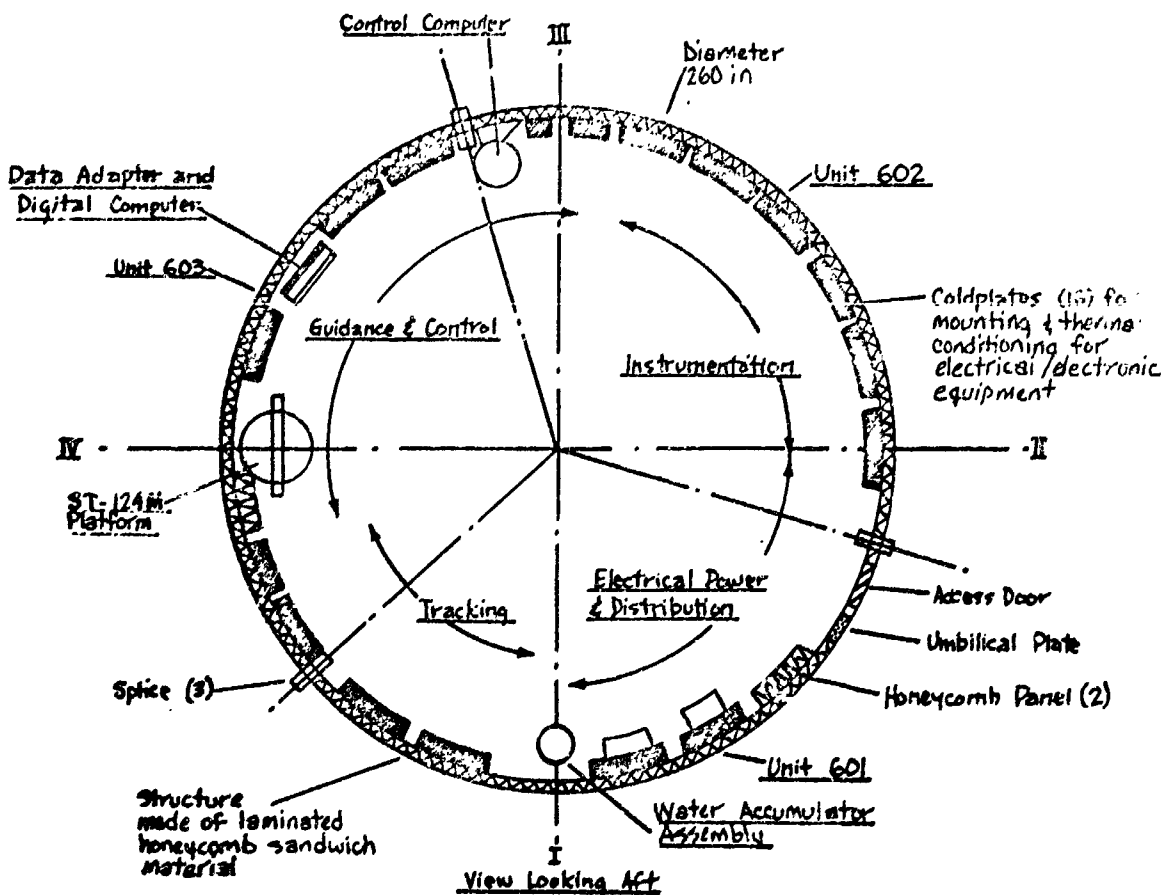 Control Computer
III
Diameter
260 in
Data Adapter and
Digital Computer
Unit 602
Unit 603
Coldplates (16) fo
mounting & therma
conditioning for
electrical/electronic
equipment
Guidance & Control
Instrumentation
IV
II
ST-124M
Platform
Electrical Power
& Distribution
Tracking
Access Door
Umbilical Plate
Splice (3)
Honeycomb Panel (2)
Unit 601
Structure
made of laminated
honeycomb sandwich
material
Water Accumulator
Assembly
I
View Looking Aft